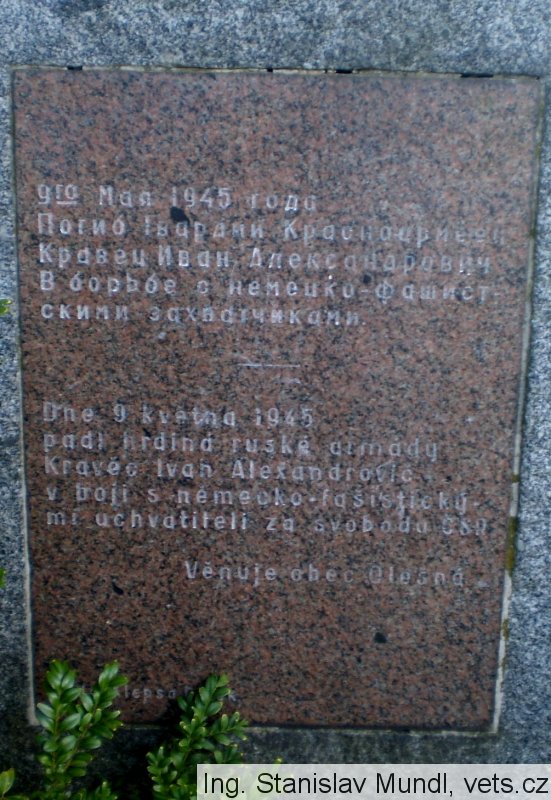 9го Мая 1945 года
Погиб Гвардии Красноармеец
Кравец Иван Александрович
В борьбе с немецко-фашист-
скими захватчиками.
Dne 9 května 1945
padl hrdina ruské armády
Kravec Ivan Alexandrovič
v boji s německo-fašistický-
mi uchvatiteli za svobodu ČSR
Věnuje obec Olešná
Ing. Stanislav Mundl, vets.cz